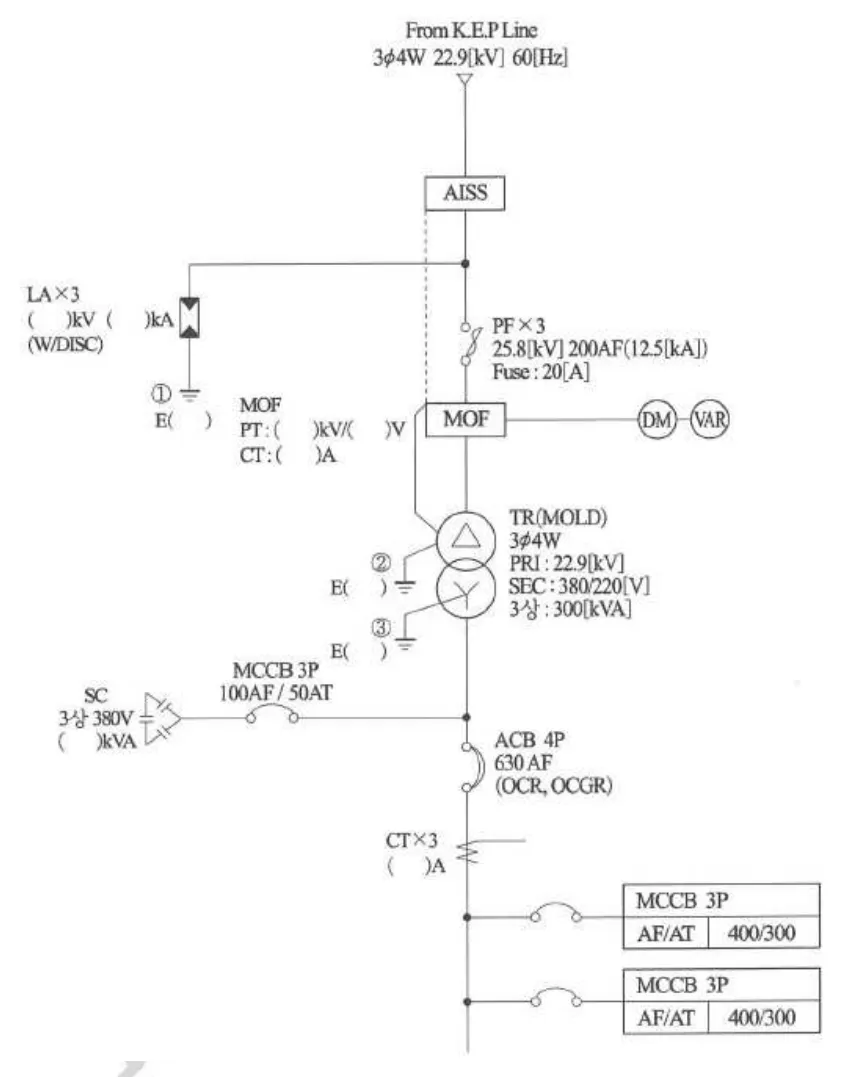 From K.E.P Line
3φ4W 22.9[kV] 60[Hz]
AISS
LA×3
( )kV ( )kA
(W/DISC)
PF×3
25.8[kV] 200AF(12.5[kA])
Fuse : 20[A]
①
E( )
MOF
PT : ( )kV/( )V
CT : ( )A
MOF
DM
VAR
TR(MOLD)
3φ4W
PRI : 22.9[kV]
SEC : 380/220[V]
3상 : 300[kVA]
②
E( )
③
E( )
MCCB 3P
100AF / 50AT
SC
3상 380V
( )kVA
ACB 4P
630 AF
(OCR, OCGR)
CT×3
( )A
MCCB 3P
AF/AT 400/300
MCCB 3P
AF/AT 400/300